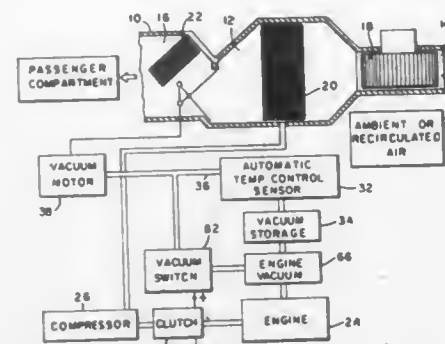 10 16 22 12 18
PASSENGER
COMPARTMENT
20
AMBIENT OR
RECIRCULATED
AIR
VACUUM
MOTOR
38
36
AUTOMATIC
TEMP CONTROL
SENSOR
32
62
VACUUM
STORAGE
34
VACUUM
SWITCH
ENGINE
VACUUM
66
26
COMPRESSOR
CLUTCH
ENGINE
24